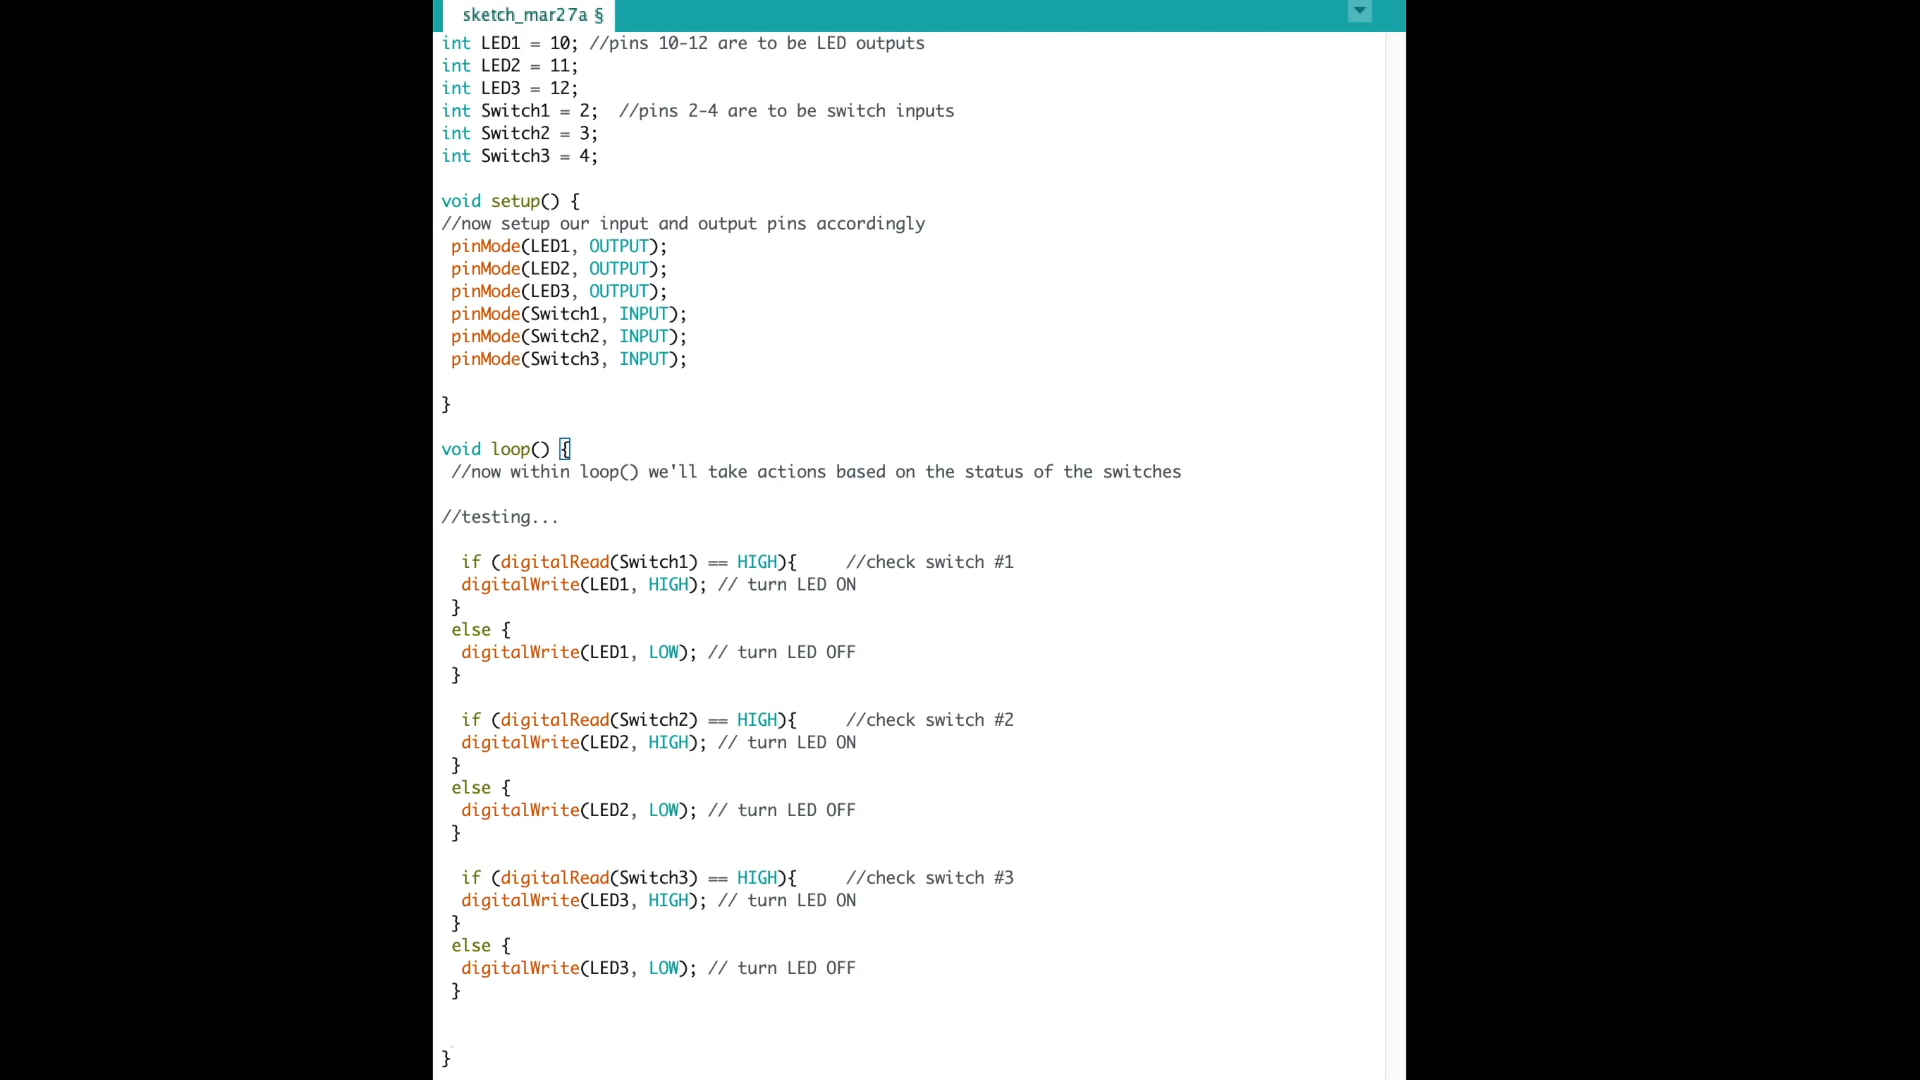 sketch_mar27a §
int LED1 = 10; //pins 10-12 are to be LED outputs
int LED2 = 11;
int LED3 = 12;
int Switch1 = 2;  //pins 2-4 are to be switch inputs
int Switch2 = 3;
int Switch3 = 4;
void setup() {
//now setup our input and output pins accordingly
 pinMode(LED1, OUTPUT);
 pinMode(LED2, OUTPUT);
 pinMode(LED3, OUTPUT);
 pinMode(Switch1, INPUT);
 pinMode(Switch2, INPUT);
 pinMode(Switch3, INPUT);
}
void loop() {
 //now within loop() we'll take actions based on the status of the switches
//testing...
  if (digitalRead(Switch1) == HIGH){     //check switch #1
  digitalWrite(LED1, HIGH); // turn LED ON
 }
 else {
  digitalWrite(LED1, LOW); // turn LED OFF
 }
  if (digitalRead(Switch2) == HIGH){     //check switch #2
  digitalWrite(LED2, HIGH); // turn LED ON
 }
 else {
  digitalWrite(LED2, LOW); // turn LED OFF
 }
  if (digitalRead(Switch3) == HIGH){     //check switch #3
  digitalWrite(LED3, HIGH); // turn LED ON
 }
 else {
  digitalWrite(LED3, LOW); // turn LED OFF
 }
}